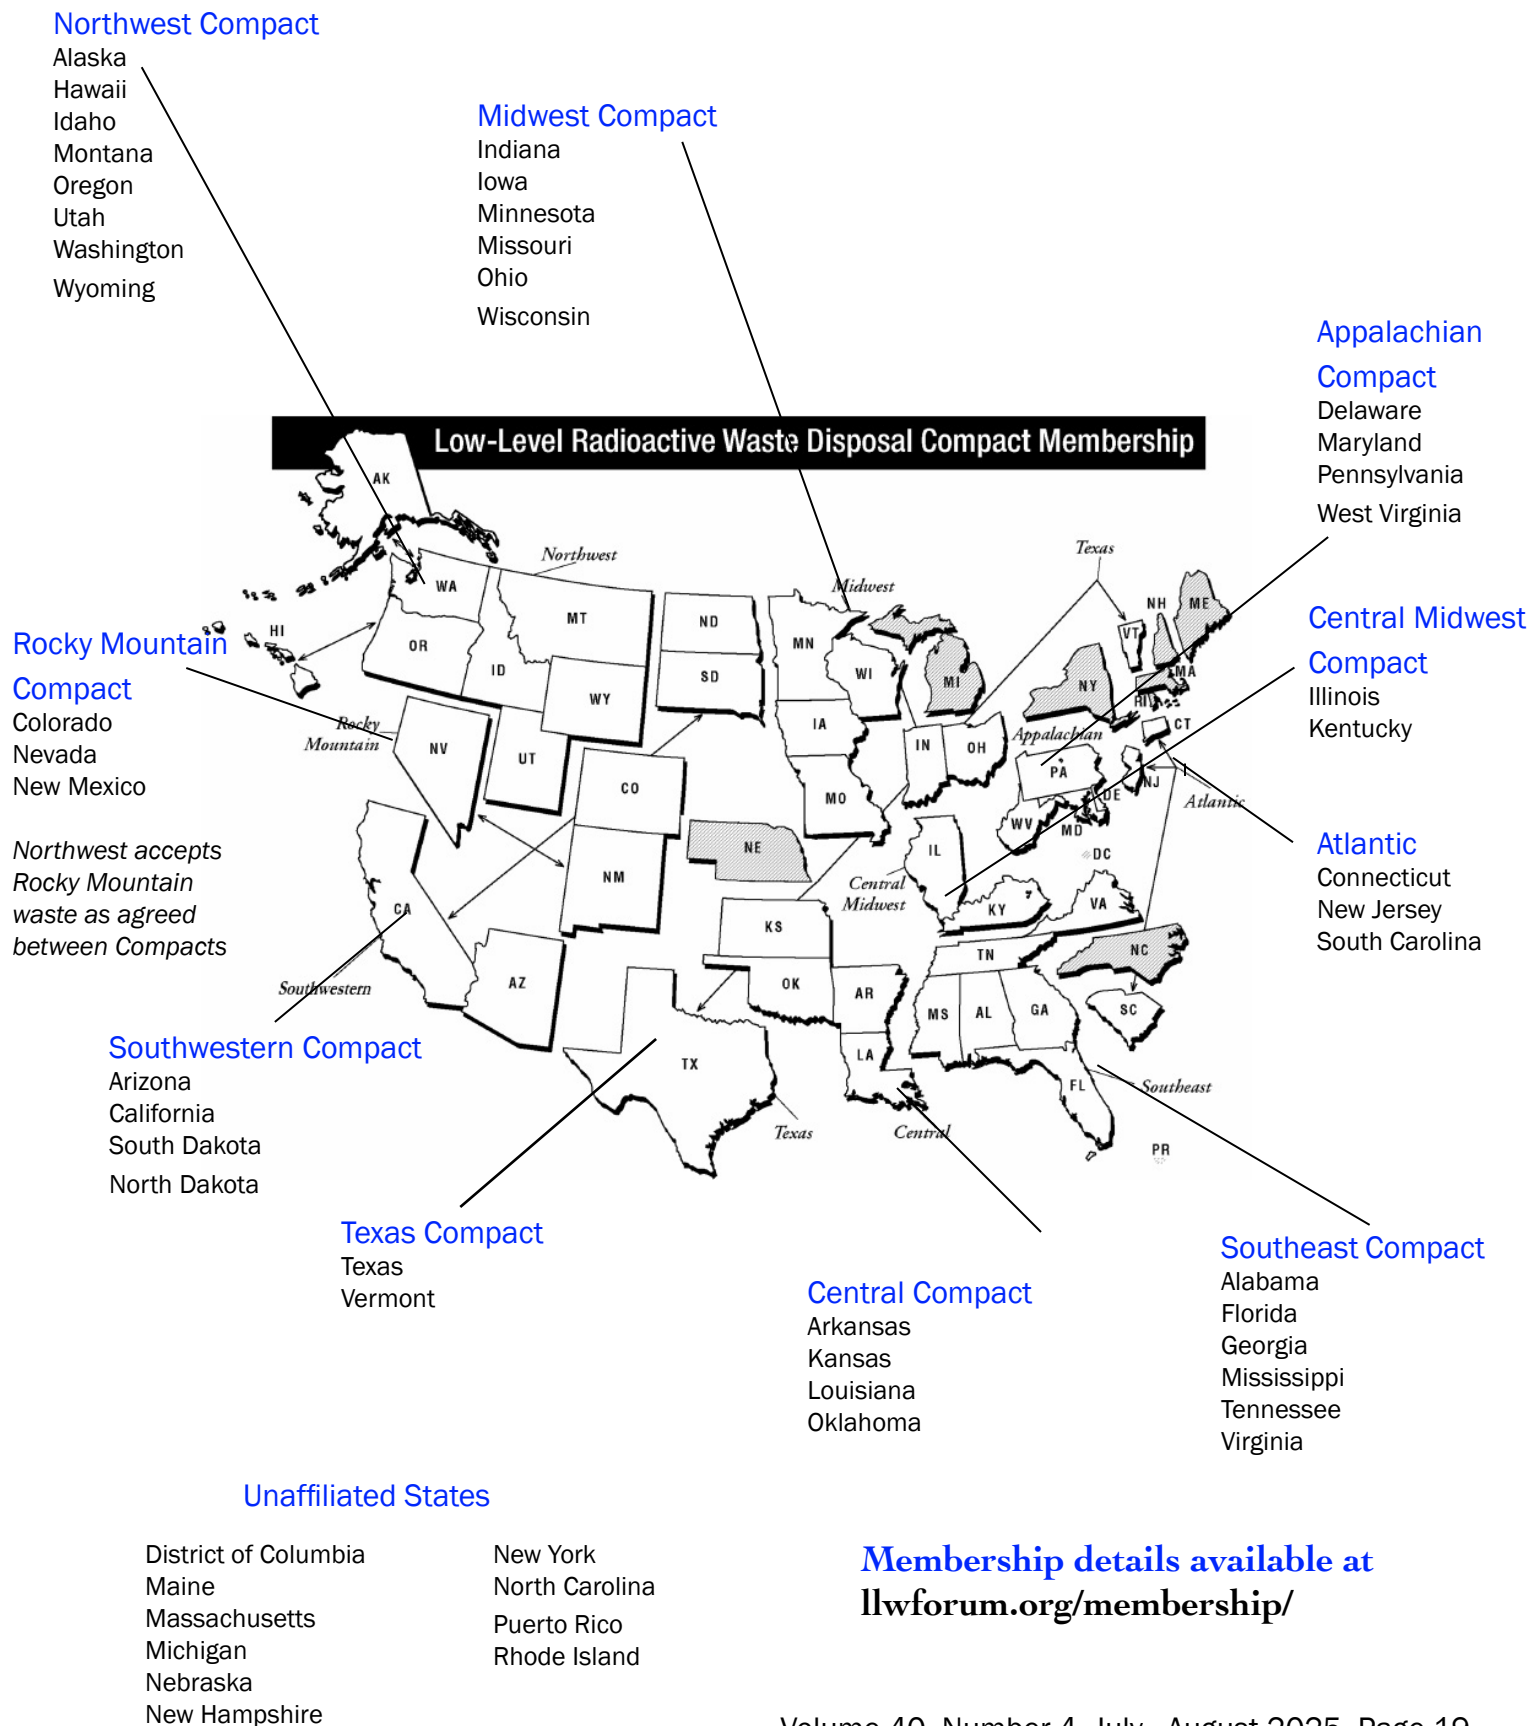 Northwest Compact
Alaska
Hawaii
Idaho
Montana
Oregon
Utah
Washington
Wyoming
Midwest Compact
Indiana
Iowa
Minnesota
Missouri
Ohio
Wisconsin
Appalachian
Compact
Delaware
Maryland
Pennsylvania
West Virginia
Central Midwest
Compact
Illinois
Kentucky
Rocky Mountain
Compact
Colorado
Nevada
New Mexico
Northwest accepts
Rocky Mountain
waste as agreed
between Compacts
Low-Level Radioactive Waste Disposal Compact Membership
AK
Northwest
Texas
Midwest
WA
MT
ND
MN
NH
ME
HI
OR
ID
VT
SD
WI
MI
NY
MA
WY
RI
Rocky
Mountain
NV
UT
IA
IN
OH
Appalachian
CT
CO
MO
PA
NJ
DE
Atlantic
WV
MD
NE
IL
DC
NM
Central
Midwest
CA
KY
VA
KS
TN
NC
Southwestern
AZ
OK
AR
MS
AL
GA
SC
TX
LA
FL
Southeast
Texas
Central
PR
Atlantic
Connecticut
New Jersey
South Carolina
Southwestern Compact
Arizona
California
South Dakota
North Dakota
Texas Compact
Texas
Vermont
Central Compact
Arkansas
Kansas
Louisiana
Oklahoma
Southeast Compact
Alabama
Florida
Georgia
Mississippi
Tennessee
Virginia
Unaffiliated States
District of Columbia
Maine
Massachusetts
Michigan
Nebraska
New Hampshire
New York
North Carolina
Puerto Rico
Rhode Island
Membership details available at
llwforum.org/membership/
Volume 40, Number 4 July - August 2025 Page 19